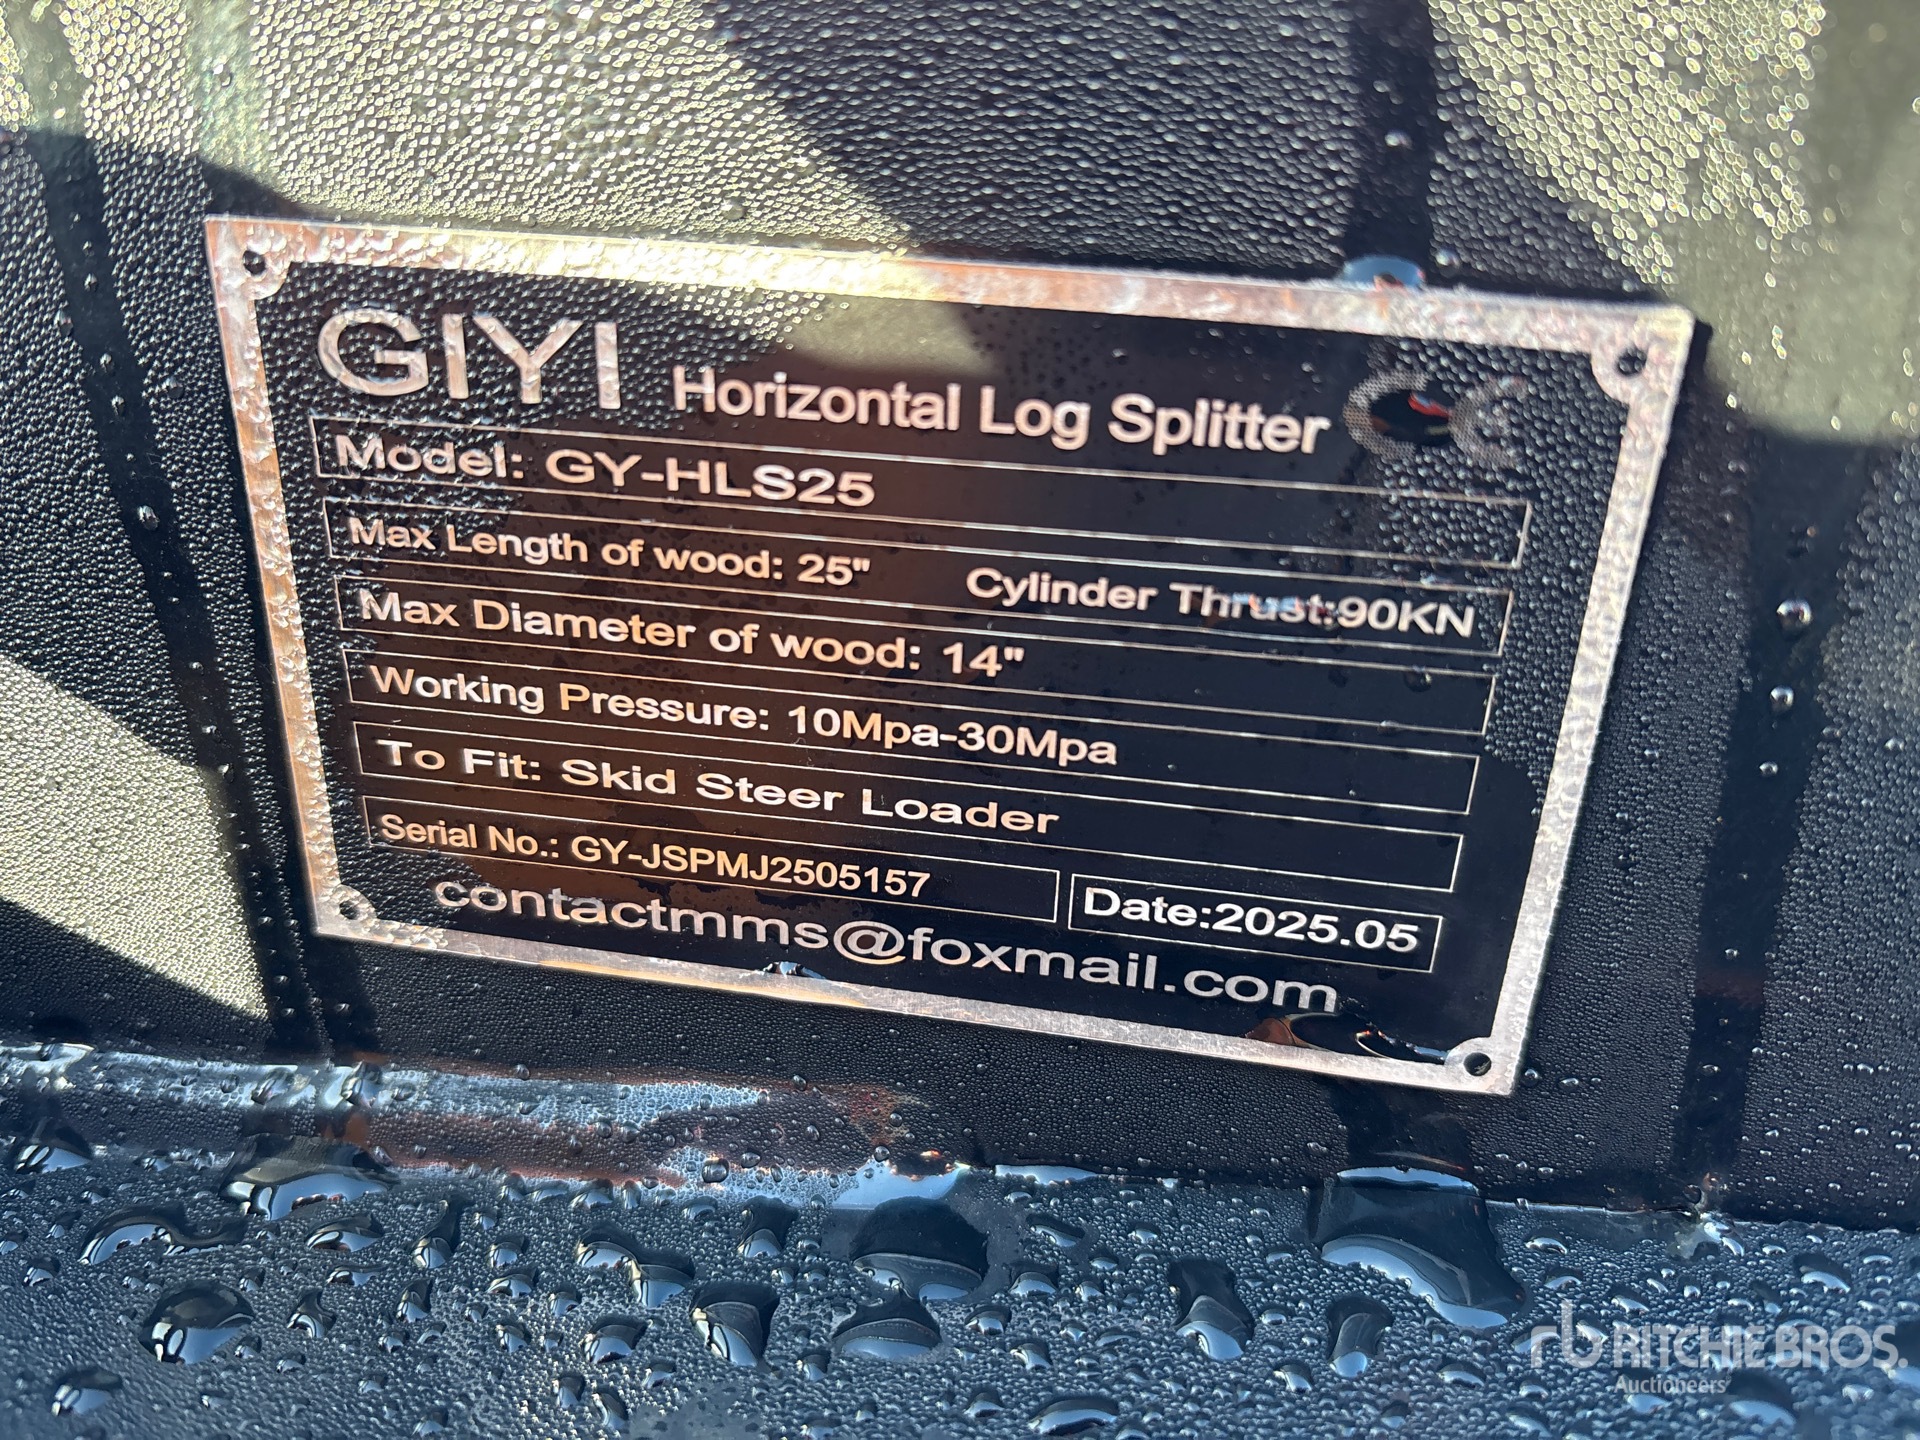 GIYI Horizontal Log Splitter CE
Model: GY-HLS25
Max Length of wood: 25" Cylinder Thrust:90KN
Max Diameter of wood: 14"
Working Pressure: 10Mpa-30Mpa
To Fit: Skid Steer Loader
Serial No.: GY-JSPMJ2505157 Date:2025.05
contactmms@foxmail.com
rb RITCHIE BROS.
Auctioneers